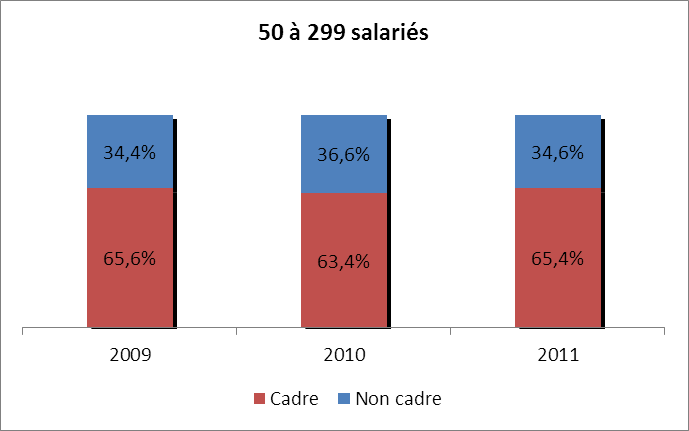 50 à 299 salariés
34,4% 36,6% 34,6%
65,6% 63,4% 65,4%
2009 2010 2011
Cadre Non cadre